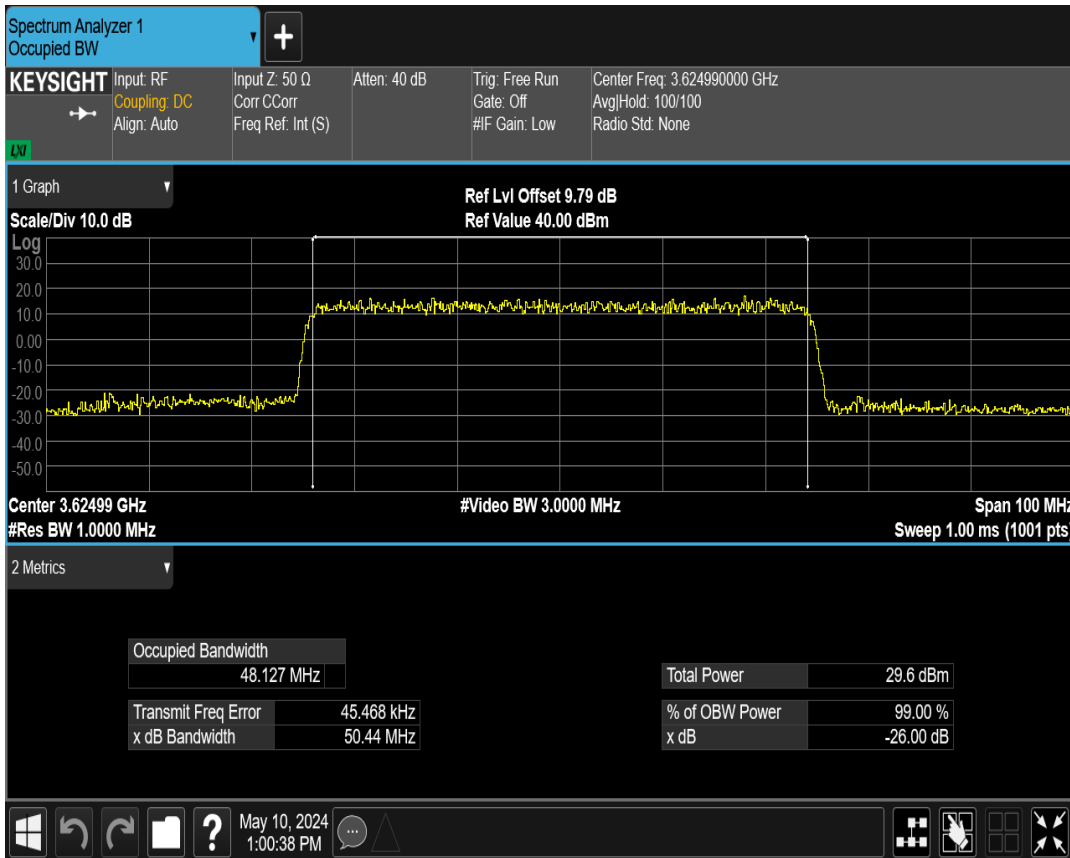 Spectrum Analyzer 1
Occupied BW
+
KEYSIGHT
LXI
Input: RF
Coupling: DC
Align: Auto
Input Z: 50 Ω
Corr CCorr
Freq Ref: Int (S)
Atten: 40 dB
Trig: Free Run
Gate: Off
#IF Gain: Low
Center Freq: 3.624990000 GHz
Avg|Hold: 100/100
Radio Std: None
1 Graph
Ref Lvl Offset 9.79 dB
Scale/Div 10.0 dB
Ref Value 40.00 dBm
Log
30.0
20.0
10.0
0.00
-10.0
-20.0
-30.0
-40.0
-50.0
Center 3.62499 GHz
#Video BW 3.0000 MHz
Span 100 MHz
#Res BW 1.0000 MHz
Sweep 1.00 ms (1001 pts)
2 Metrics
Occupied Bandwidth
48.127 MHz
Total Power 29.6 dBm
Transmit Freq Error 45.468 kHz
% of OBW Power 99.00 %
x dB Bandwidth 50.44 MHz
x dB -26.00 dB
?
May 10, 2024
1:00:38 PM